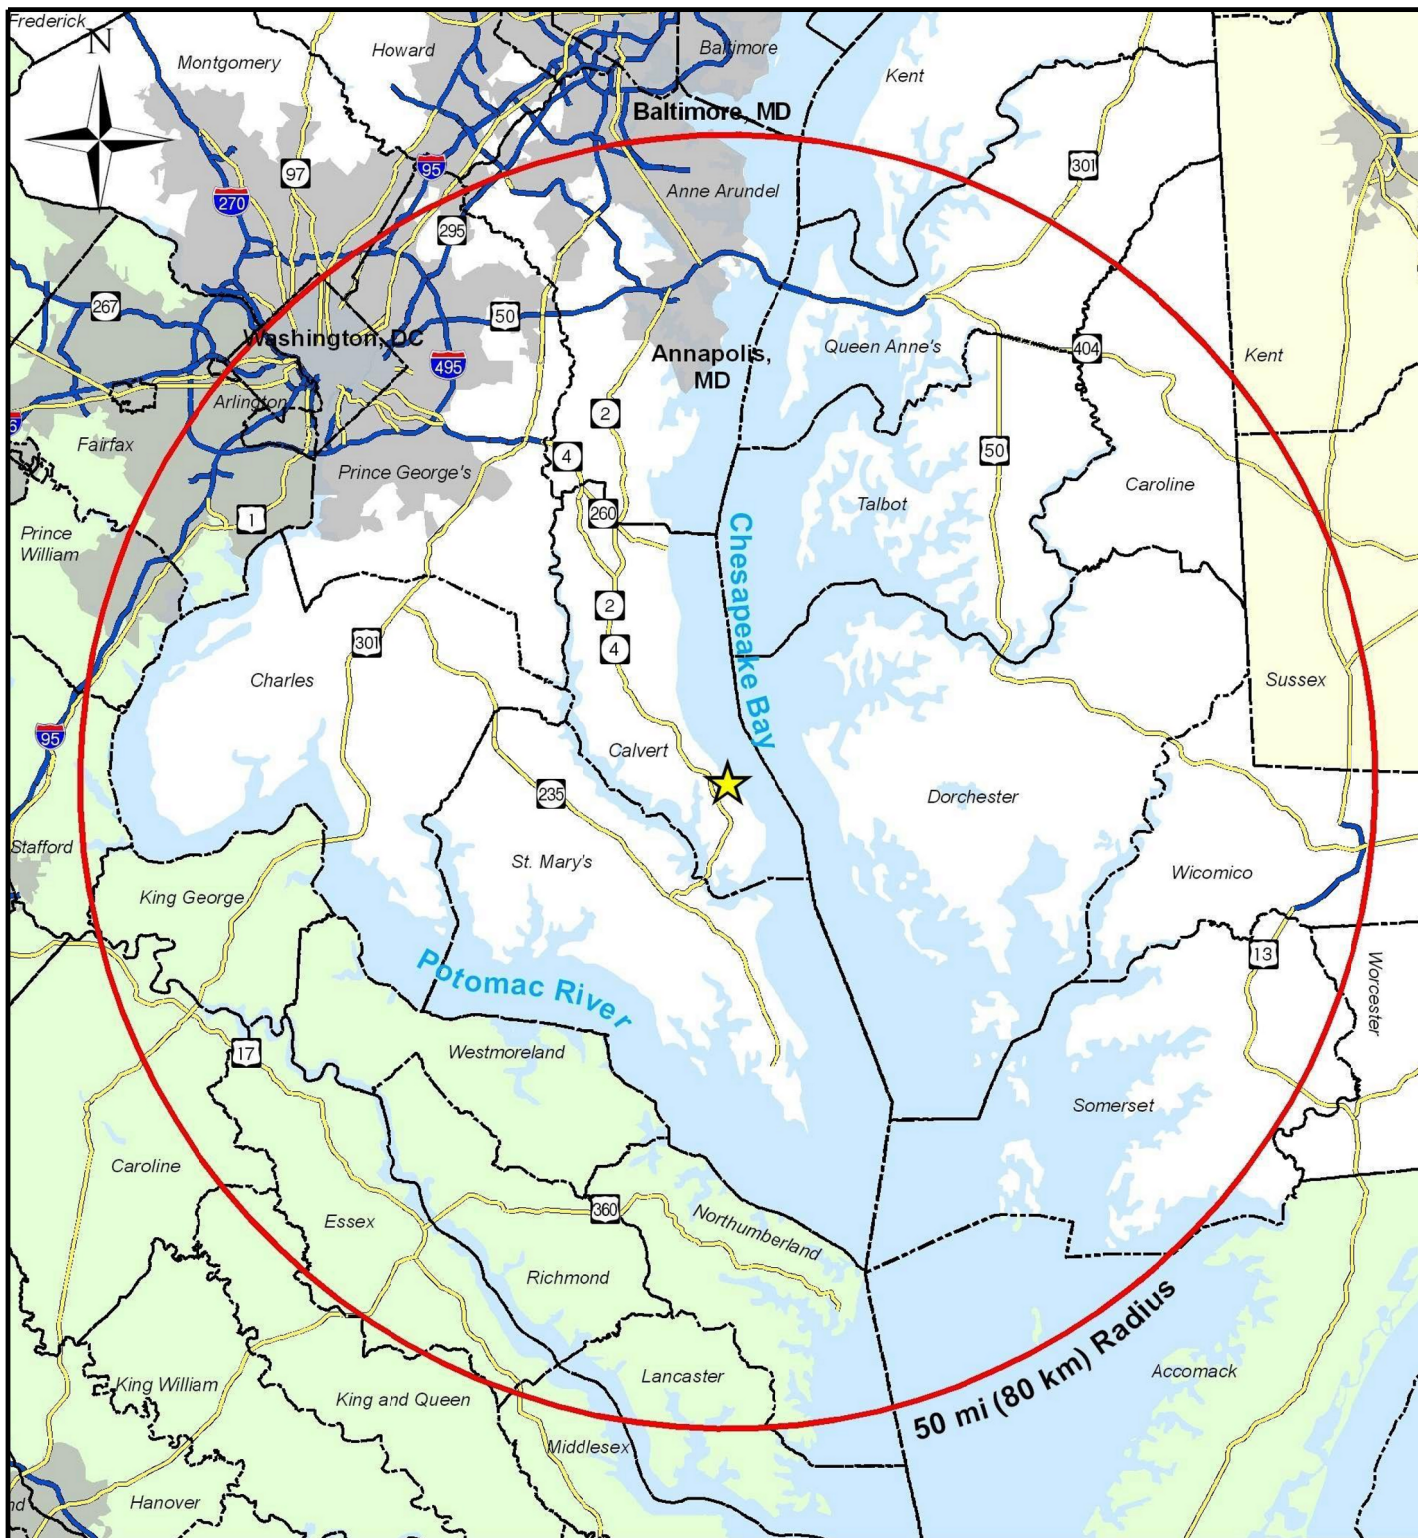 Frederick
N
Montgomery
Howard
Baltimore
Kent
Baltimore, MD
97
95
301
270
295
Anne Arundel
267
50
Washington, DC
495
Annapolis,
MD
Queen Anne's
404
Kent
Arlington
2
Fairfax
4
Prince George's
50
Talbot
Caroline
260
1
Prince
William
Chesapeake Bay
2
4
301
Charles
Sussex
95
Calvert
235
Dorchester
Stafford
St. Mary's
Wicomico
King George
13
Worcester
Potomac River
17
Westmoreland
Somerset
Caroline
Essex
360
Northumberland
Richmond
50 mi (80 km) Radius
Lancaster
Accomack
King William
King and Queen
Middlesex
Hanover